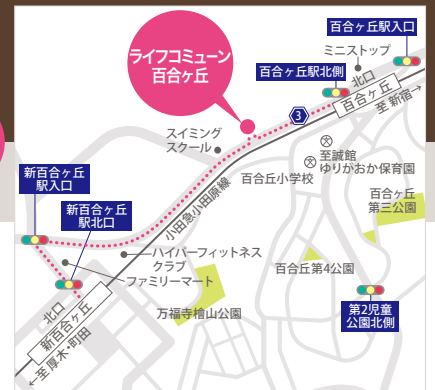 百合ヶ丘駅入口
ミニストップ
ライフコミューン
百合ヶ丘
百合ヶ丘駅北側
北口
百合ヶ丘
至新宿→
3
スイミング
スクール
文
文
至誠館
ゆりがおか保育園
百合丘小学校
新百合ヶ丘
駅入口
百合ヶ丘
第三公園
新百合ヶ丘
駅北口
小田急小田原線
ハイパーフィットネス
クラブ
ファミリーマート
百合丘第4公園
万福寺檜山公園
第2児童
公園北側
北口
新百合ヶ丘
←至厚木・町田